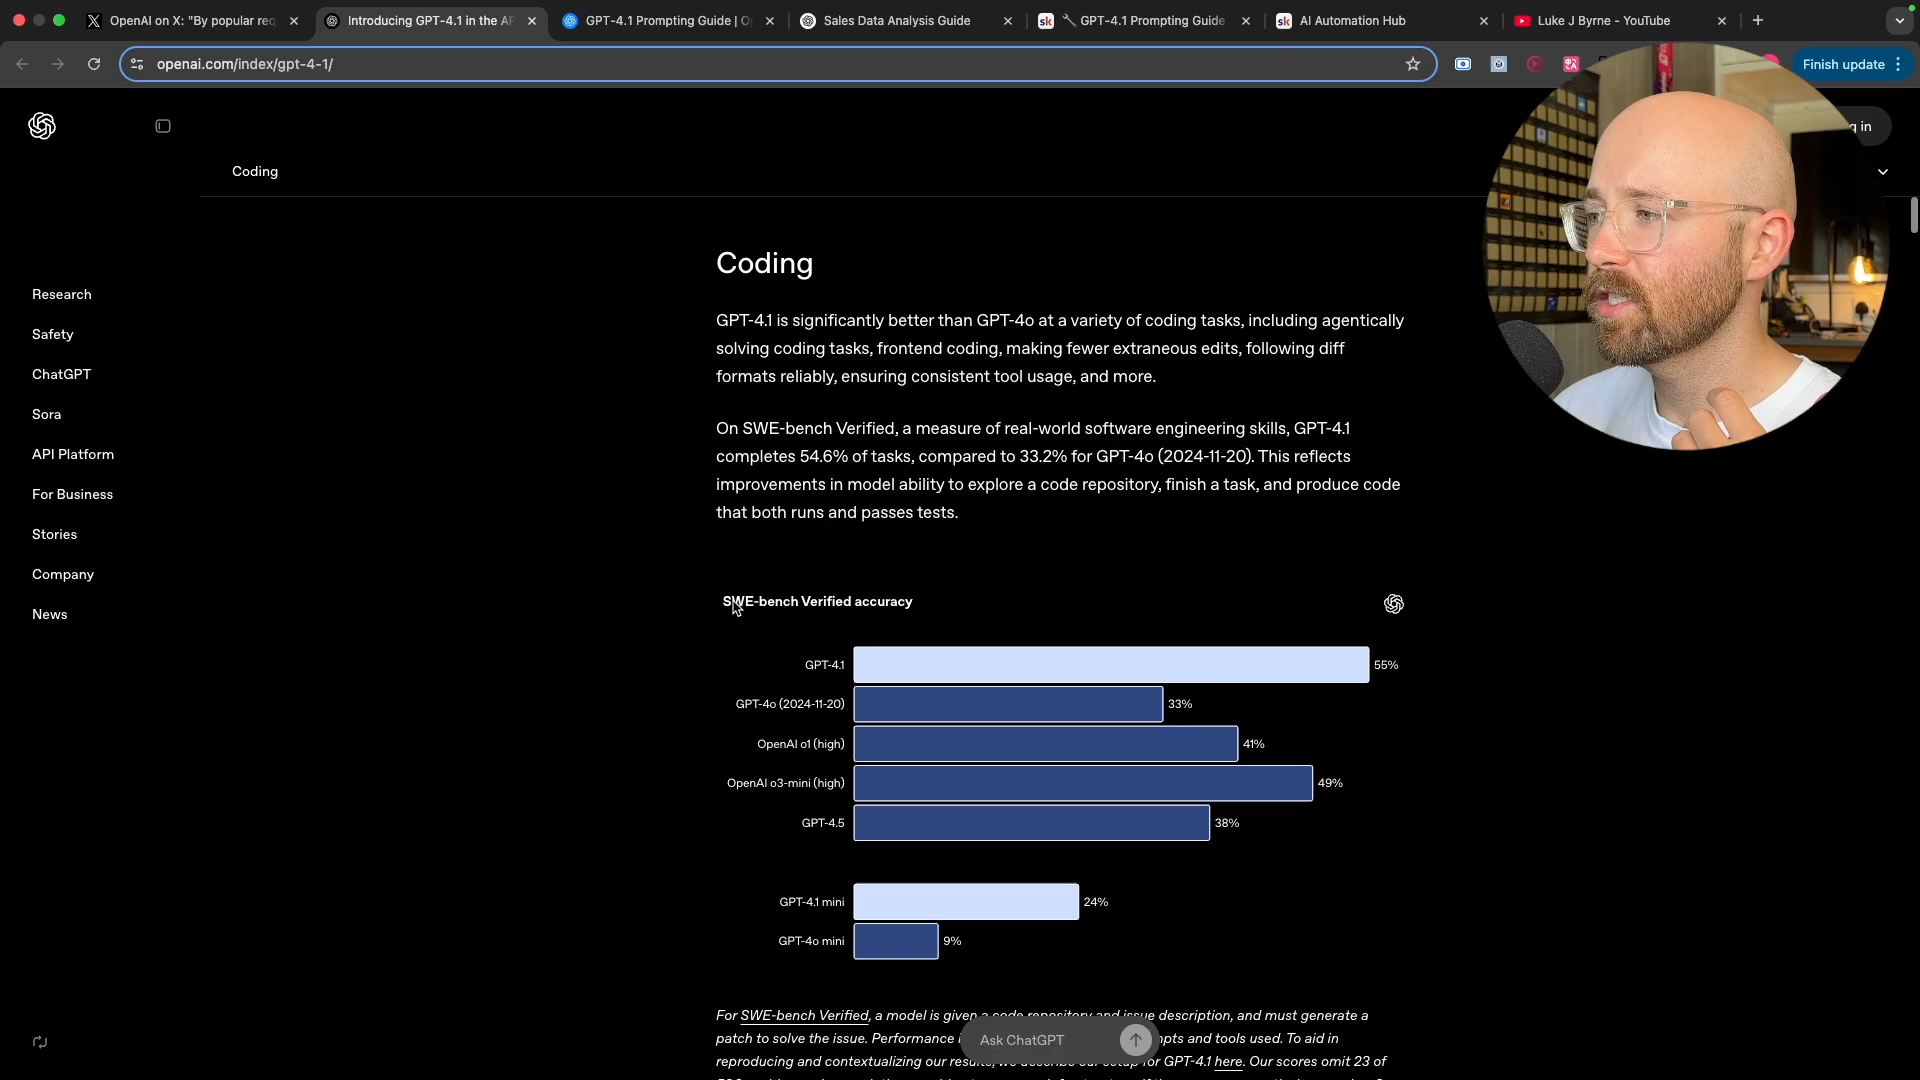 OpenAI on X: "By popular req
Introducing GPT-4.1 in the AP
GPT-4.1 Prompting Guide | O
Sales Data Analysis Guide
sk
GPT-4.1 Prompting Guide
sk
AI Automation Hub
Luke J Byrne - YouTube
openai.com/index/gpt-4-1/
Finish update
g in
Coding
Research
Safety
ChatGPT
Sora
API Platform
For Business
Stories
Company
News
Coding
GPT-4.1 is significantly better than GPT-4o at a variety of coding tasks, including agentically
solving coding tasks, frontend coding, making fewer extraneous edits, following diff
formats reliably, ensuring consistent tool usage, and more.
On SWE-bench Verified, a measure of real-world software engineering skills, GPT-4.1
completes 54.6% of tasks, compared to 33.2% for GPT-4o (2024-11-20). This reflects
improvements in model ability to explore a code repository, finish a task, and produce code
that both runs and passes tests.
SWE-bench Verified accuracy
GPT-4.1 55%
GPT-4o (2024-11-20) 33%
OpenAI o1 (high) 41%
OpenAI o3-mini (high) 49%
GPT-4.5 38%
GPT-4.1 mini 24%
GPT-4o mini 9%
For SWE-bench Verified, a model is given a code repository and issue description, and must generate a
patch to solve the issue. Performance pts and tools used. To aid in
reproducing and contextualizing our results, we describe our setup for GPT-4.1 here. Our scores omit 23 of
Ask ChatGPT